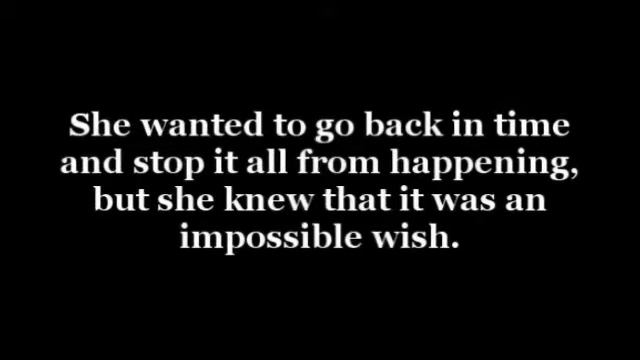 She wanted to go back in time
and stop it all from happening,
but she knew that it was an
impossible wish.